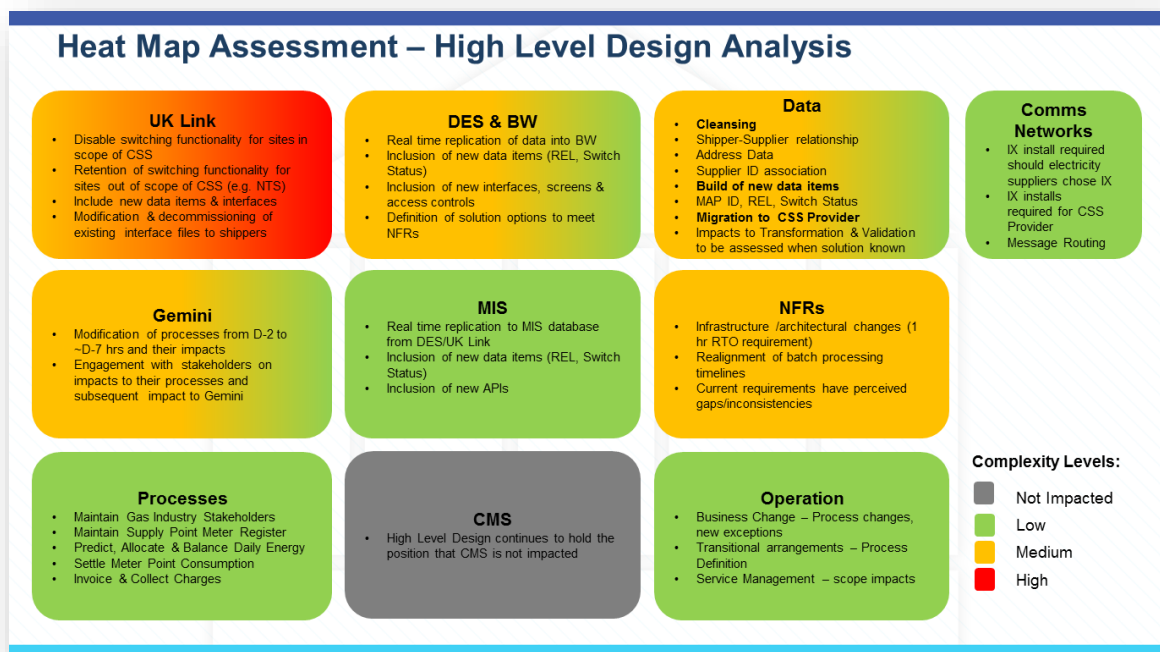 Heat Map Assessment – High Level Design Analysis
UK Link
• Disable switching functionality for sites in
scope of CSS
• Retention of switching functionality for
sites out of scope of CSS (e.g. NTS)
• Include new data items & interfaces
• Modification & decommissioning of
existing interface files to shippers
DES & BW
• Real time replication of data into BW
• Inclusion of new data items (REL, Switch
Status)
• Inclusion of new interfaces, screens &
access controls
• Definition of solution options to meet
NFRs
Data
• Cleansing
• Shipper-Supplier relationship
• Address Data
• Supplier ID association
• Build of new data items
• MAP ID, REL, Switch Status
• Migration to CSS Provider
• Impacts to Transformation & Validation
to be assessed when solution known
Comms
Networks
• IX install required
should electricity
suppliers chose IX
• IX installs
required for CSS
Provider
• Message Routing
Gemini
• Modification of processes from D-2 to
~D-7 hrs and their impacts
• Engagement with stakeholders on
impacts to their processes and
subsequent impact to Gemini
MIS
• Real time replication to MIS database
from DES/UK Link
• Inclusion of new data items (REL, Switch
Status)
• Inclusion of new APIs
NFRs
• Infrastructure /architectural changes (1
hr RTO requirement)
• Realignment of batch processing
timelines
• Current requirements have perceived
gaps/inconsistencies
Processes
• Maintain Gas Industry Stakeholders
• Maintain Supply Point Meter Register
• Predict, Allocate & Balance Daily Energy
• Settle Meter Point Consumption
• Invoice & Collect Charges
CMS
• High Level Design continues to hold the
position that CMS is not impacted
Operation
• Business Change – Process changes,
new exceptions
• Transitional arrangements – Process
Definition
• Service Management – scope impacts
Complexity Levels:
Not Impacted
Low
Medium
High